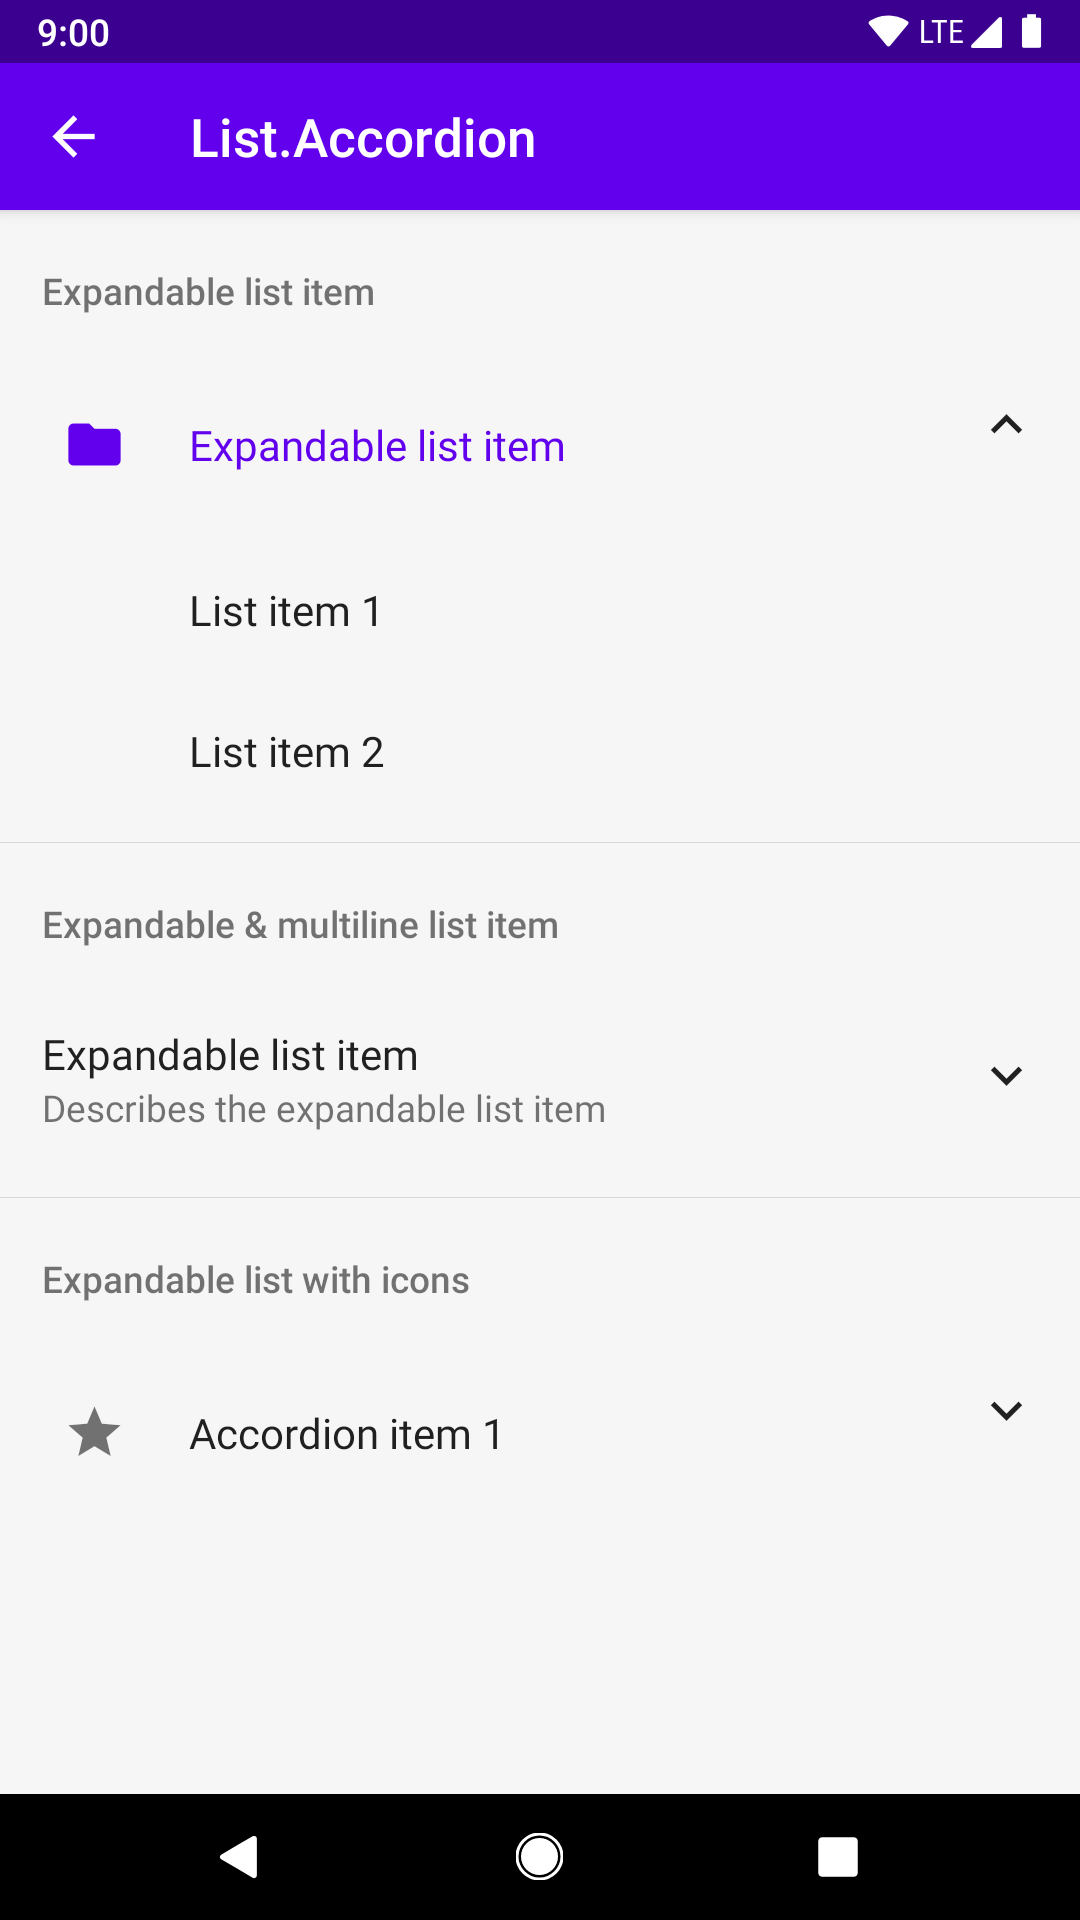 9:00 LTE
List.Accordion
Expandable list item
Expandable list item
List item 1
List item 2
Expandable & multiline list item
Expandable list item
Describes the expandable list item
Expandable list with icons
Accordion item 1